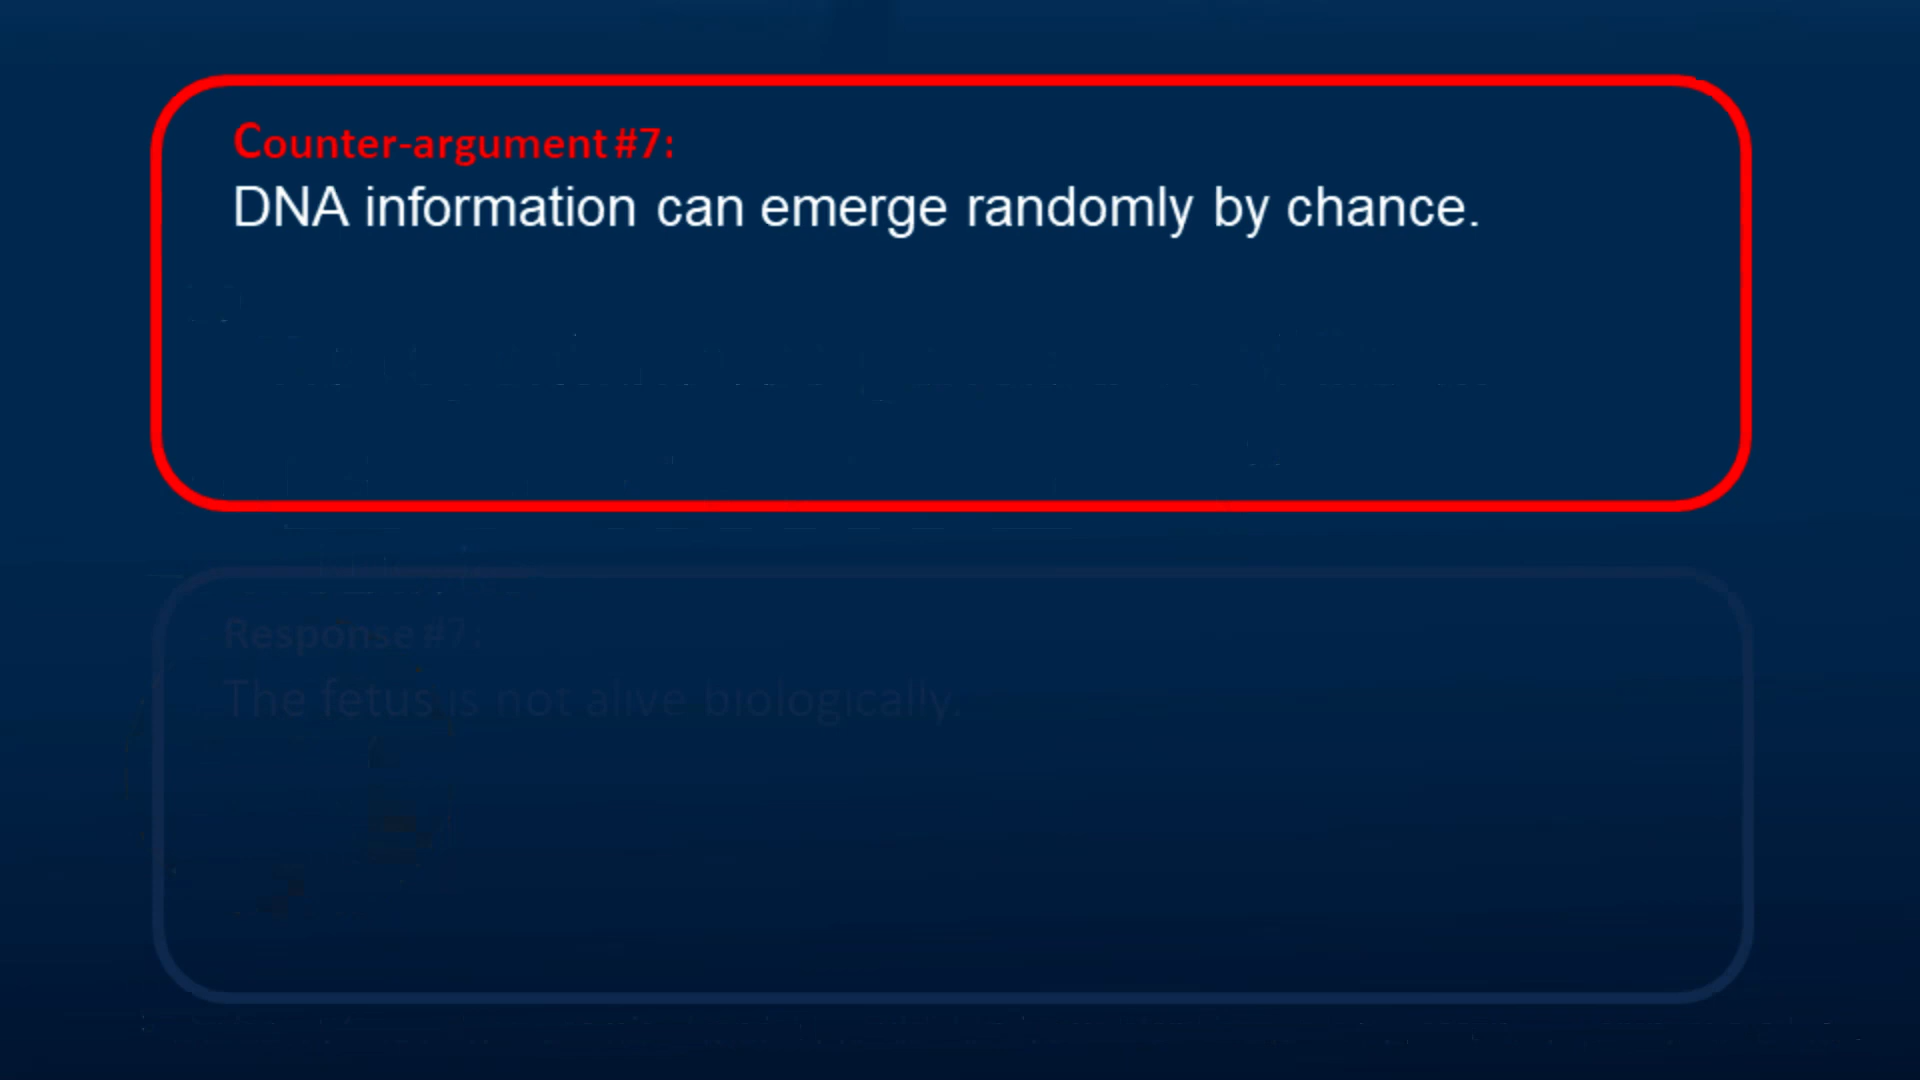 Counter-argument #7:
DNA information can emerge randomly by chance.
Response #7:
The fetus is not alive biologically.